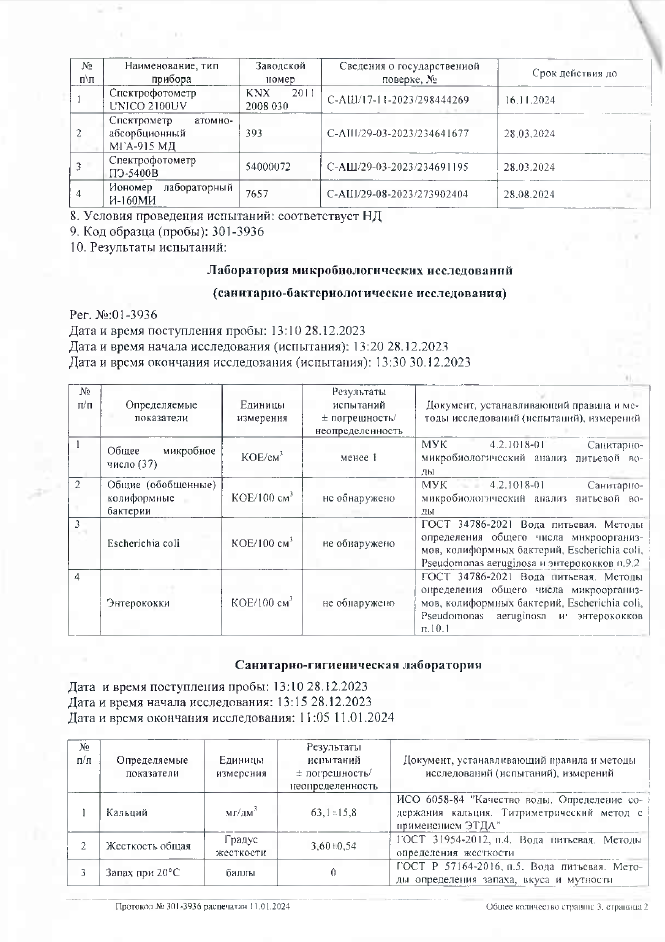 № п\п Наименование, тип прибора Заводской номер Сведения о государственной поверке, № Срок действия до
1 Спектрофотометр UNICO 2100UV KNX 2011 2008 030 С-АШ/17-11-2023/298444269 16.11.2024
2 Спектрометр атомно-абсорбционный МГА-915 МД 393 С-АШ/29-03-2023/234641677 28.03.2024
3 Спектрофотометр ПЭ-5400В 54000072 С-АШ/29-03-2023/234691195 28.03.2024
4 Иономер лабораторный И-160МИ 7657 С-АШ/29-08-2023/273902404 28.08.2024
8. Условия проведения испытаний: соответствует НД
9. Код образца (пробы): 301-3936
10. Результаты испытаний:
Лаборатория микробиологических исследований
(санитарно-бактериологические исследования)
Рег. №:01-3936
Дата и время поступления пробы: 13:10 28.12.2023
Дата и время начала исследования (испытания): 13:20 28.12.2023
Дата и время окончания исследования (испытания): 13:30 30.12.2023
№ п/п Определяемые показатели Единицы измерения Результаты испытаний ± погрешность/ неопределенность Документ, устанавливающий правила и ме-тоды исследований (испытаний), измерений
1 Общее микробное число (37) КОЕ/см³ менее 1 МУК 4.2.1018-01 Санитарно-микробиологический анализ питьевой во-ды
2 Общие (обобщенные) колиформные бактерии КОЕ/100 см³ не обнаружено МУК 4.2.1018-01 Санитарно-микробиологический анализ питьевой во-ды
3 Escherichia coli КОЕ/100 см³ не обнаружено ГОСТ 34786-2021 Вода питьевая. Методы определения общего числа микроорганиз-мов, колиформных бактерий, Escherichia coli, Pseudomonas aeruginosa и энтерококков п.9.2
4 Энтерококки КОЕ/100 см³ не обнаружено ГОСТ 34786-2021 Вода питьевая. Методы определения общего числа микроорганиз-мов, колиформных бактерий, Escherichia coli, Pseudomonas aeruginosa и энтерококков п.10.1
Санитарно-гигиеническая лаборатория
Дата и время поступления пробы: 13:10 28.12.2023
Дата и время начала исследования: 13:15 28.12.2023
Дата и время окончания исследования: 11:05 11.01.2024
№ п/п Определяемые показатели Единицы измерения Результаты испытаний ± погрешность/ неопределенность Документ, устанавливающий правила и методы исследований (испытаний), измерений
1 Кальций мг/дм³ 63,1±15,8 ИСО 6058-84 "Качество воды. Определение со-держания кальция. Титриметрический метод с применением ЭТДА"
2 Жесткость общая Градус жесткости 3,60±0,54 ГОСТ 31954-2012, п.4. Вода питьевая. Методы определения жесткости
3 Запах при 20°С баллы 0 ГОСТ Р 57164-2016, п.5. Вода питьевая. Мето-ды определения запаха, вкуса и мутности
Протокол № 301-3936 распечатан 11.01.2024 Общее количество страниц 3, страница 2